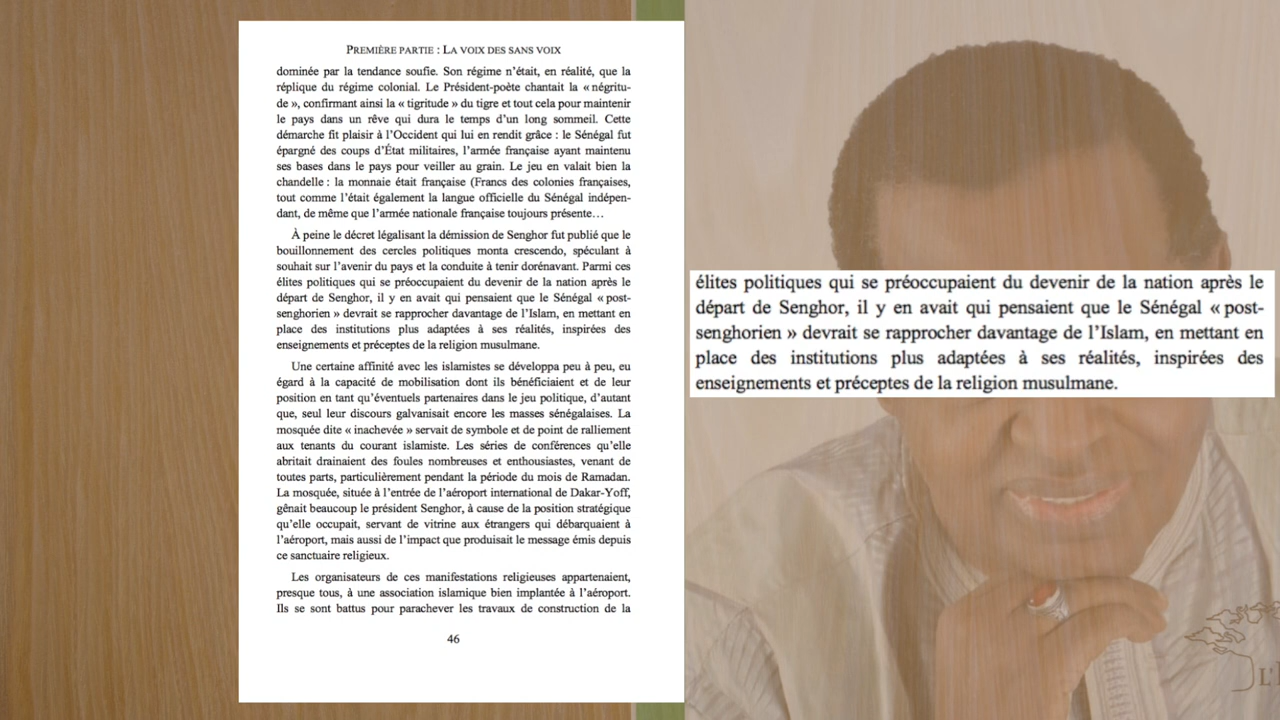 PREMIÈRE PARTIE : LA VOIX DES SANS VOIX
dominée par la tendance soufie. Son régime n’était, en réalité, que la
réplique du régime colonial. Le Président-poète chantait la « négritu-
de », confirmant ainsi la « tigritude » du tigre et tout cela pour maintenir
le pays dans un rêve qui dura le temps d’un long sommeil. Cette
démarche fit plaisir à l’Occident qui lui en rendit grâce : le Sénégal fut
épargné des coups d’État militaires, l’armée française ayant maintenu
ses bases dans le pays pour veiller au grain. Le jeu en valait bien la
chandelle : la monnaie était française (Francs des colonies françaises,
tout comme l’était également la langue officielle du Sénégal indépen-
dant, de même que l’armée nationale française toujours présente…
À peine le décret légalisant la démission de Senghor fut publié que le
bouillonnement des cercles politiques monta crescendo, spéculant à
souhait sur l’avenir du pays et la conduite à tenir dorénavant. Parmi ces
élites politiques qui se préoccupaient du devenir de la nation après le
départ de Senghor, il y en avait qui pensaient que le Sénégal « post-
senghorien » devrait se rapprocher davantage de l’Islam, en mettant en
place des institutions plus adaptées à ses réalités, inspirées des
enseignements et préceptes de la religion musulmane.
Une certaine affinité avec les islamistes se développa peu à peu, eu
égard à la capacité de mobilisation dont ils bénéficiaient et de leur
position en tant qu’éventuels partenaires dans le jeu politique, d’autant
que, seul leur discours galvanisait encore les masses sénégalaises. La
mosquée dite « inachevée » servait de symbole et de point de ralliement
aux tenants du courant islamiste. Les séries de conférences qu’elle
abritait drainaient des foules nombreuses et enthousiastes, venant de
toutes parts, particulièrement pendant la période du mois de Ramadan.
La mosquée, située à l’entrée de l’aéroport international de Dakar-Yoff,
gênait beaucoup le président Senghor, à cause de la position stratégique
qu’elle occupait, servant de vitrine aux étrangers qui débarquaient à
l’aéroport, mais aussi de l’impact que produisait le message émis depuis
ce sanctuaire religieux.
Les organisateurs de ces manifestations religieuses appartenaient,
presque tous, à une association islamique bien implantée à l’aéroport.
Ils se sont battus pour parachever les travaux de construction de la
46
élites politiques qui se préoccupaient du devenir de la nation après le
départ de Senghor, il y en avait qui pensaient que le Sénégal « post-
senghorien » devrait se rapprocher davantage de l’Islam, en mettant en
place des institutions plus adaptées à ses réalités, inspirées des
enseignements et préceptes de la religion musulmane.